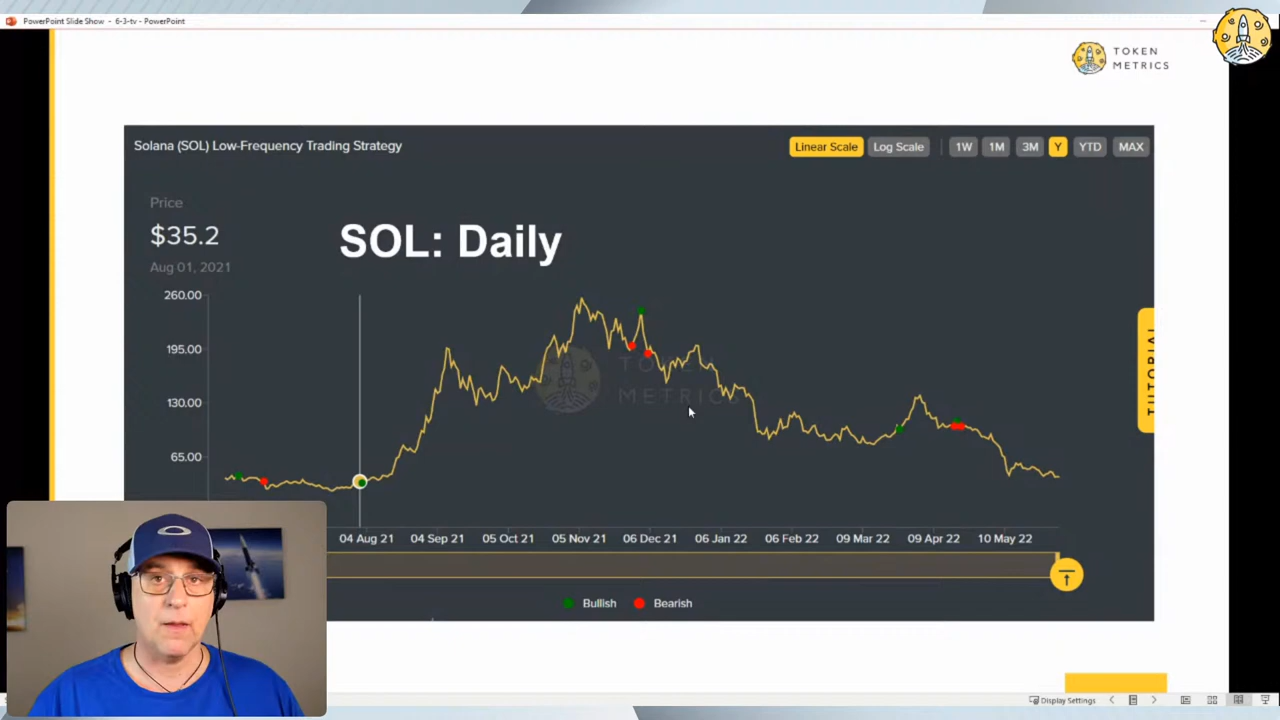 PowerPoint Slide Show - 6-3-tv - PowerPoint
TOKEN
METRICS
Solana (SOL) Low-Frequency Trading Strategy
Linear Scale
Log Scale
1W
1M
3M
Y
YTD
MAX
Price
$35.2
Aug 01, 2021
SOL: Daily
260.00
195.00
130.00
65.00
TOKEN
METRICS
TUTORIAL
04 Aug 21
04 Sep 21
05 Oct 21
05 Nov 21
06 Dec 21
06 Jan 22
06 Feb 22
09 Mar 22
09 Apr 22
10 May 22
Bullish
Bearish
Display Settings